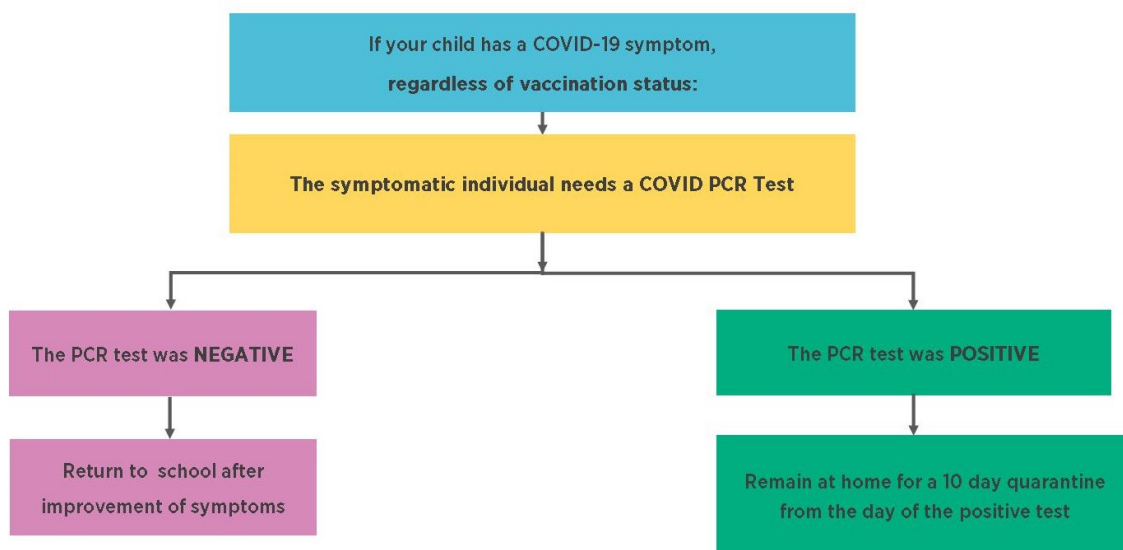 If your child has a COVID-19 symptom,
regardless of vaccination status:
The symptomatic individual needs a COVID PCR Test
The PCR test was NEGATIVE
Return to school after
improvement of symptoms
The PCR test was POSITIVE
Remain at home for a 10 day quarantine
from the day of the positive test